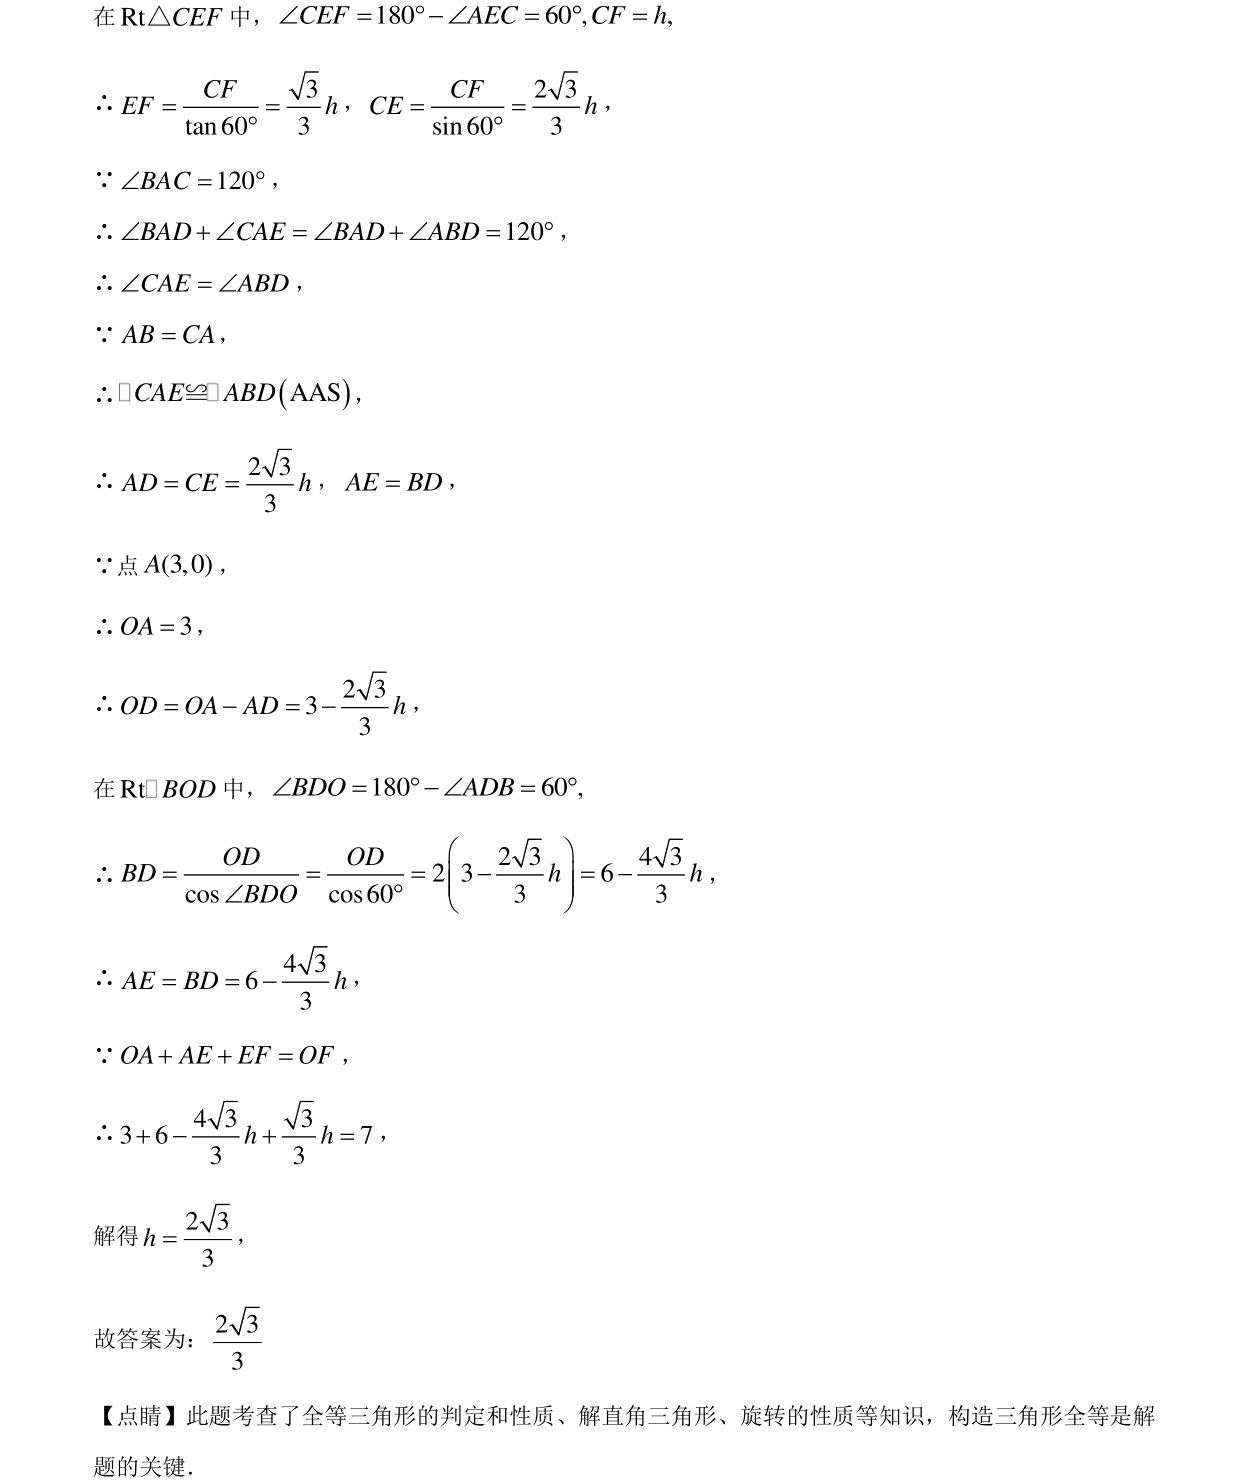 在 Rt△CEF 中，∠CEF=180°−∠AEC=60°,CF=h,
∴ EF=CF/tan60°=√3/3 h，CE=CF/sin60°=2√3/3 h，
∵ ∠BAC=120°，
∴ ∠BAD+∠CAE=∠BAD+∠ABD=120°，
∴ ∠CAE=∠ABD，
∵ AB=CA，
∴ □CAE≌□ABD(AAS)，
∴ AD=CE=2√3/3 h，AE=BD，
∵点 A(3,0)，
∴ OA=3，
∴ OD=OA−AD=3−2√3/3 h，
在 Rt□BOD 中，∠BDO=180°−∠ADB=60°,
∴ BD=OD/cos∠BDO=OD/cos60°=2(3−2√3/3 h)=6−4√3/3 h，
∴ AE=BD=6−4√3/3 h，
∵ OA+AE+EF=OF，
∴ 3+6−4√3/3 h+√3/3 h=7，
解得 h=2√3/3，
故答案为：2√3/3
【点睛】此题考查了全等三角形的判定和性质、解直角三角形、旋转的性质等知识，构造三角形全等是解
题的关键．